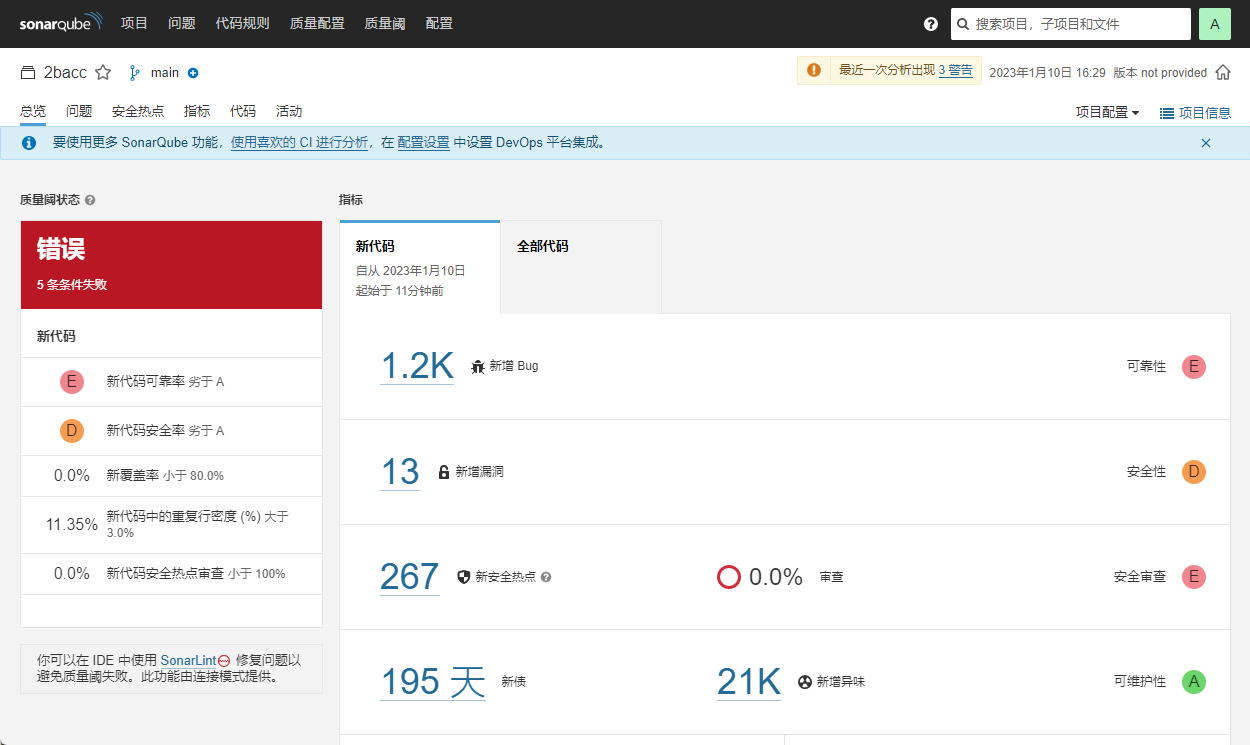 sonarqube 项目 问题 代码规则 质量配置 质量阈 配置 搜索项目，子项目和文件 A
2bacc main 最近一次分析出现 3 警告 2023年1月10日 16:29 版本 not provided
总览 问题 安全热点 指标 代码 活动 项目配置 项目信息
要使用更多 SonarQube 功能，使用喜欢的 CI 进行分析，在 配置设置 中设置 DevOps 平台集成。
质量阈状态
错误
5 条条件失败
新代码
E 新代码可靠率 劣于 A
D 新代码安全率 劣于 A
0.0% 新覆盖率 小于 80.0%
11.35% 新代码中的重复行密度 (%) 大于
3.0%
0.0% 新代码安全热点审查 小于 100%
你可以在 IDE 中使用 SonarLint 修复问题以
避免质量阈失败。此功能由连接模式提供。
指标
新代码
自从 2023年1月10日
起始于 11分钟前
全部代码
1.2K 新增 Bug 可靠性 E
13 新增漏洞 安全性 D
267 新安全热点 0.0% 审查 安全审查 E
195 天 新债 21K 新增异味 可维护性 A